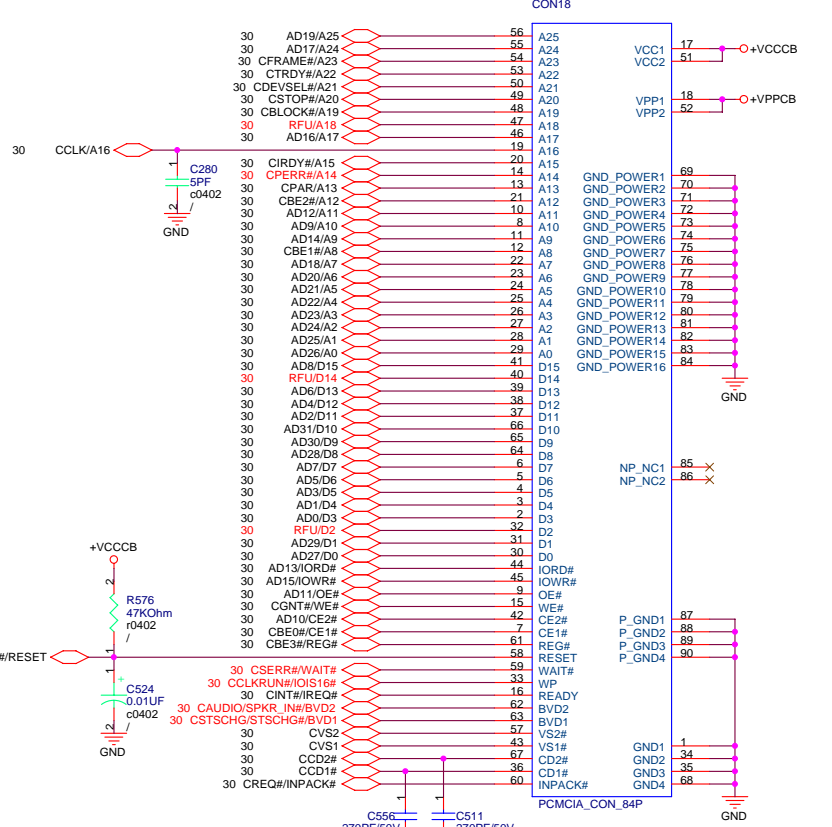 CON18
30 AD19/A25 56 A25
30 AD17/A24 55 A24 VCC1 17 +VCCCB
30 CFRAME#/A23 54 A23 VCC2 51
30 CTRDY#/A22 53 A22
30 CDEVSEL#/A21 50 A21
30 CSTOP#/A20 49 A20 VPP1 18 +VPPCB
30 CBLOCK#/A19 48 A19 VPP2 52
30 RFU/A18 47 A18
30 AD16/A17 46 A17
30 CCLK/A16 19 A16
30 CIRDY#/A15 20 A15
30 CPERR#/A14 14 A14 GND_POWER1 69
30 CPAR/A13 13 A13 GND_POWER2 70
30 CBE2#/A12 21 A12 GND_POWER3 71
30 AD12/A11 10 A11 GND_POWER4 72
30 AD9/A10 8 A10 GND_POWER5 73
30 AD14/A9 11 A9 GND_POWER6 74
30 CBE1#/A8 12 A8 GND_POWER7 75
30 AD18/A7 22 A7 GND_POWER8 76
30 AD20/A6 23 A6 GND_POWER9 77
30 AD21/A5 24 A5 GND_POWER10 78
30 AD22/A4 25 A4 GND_POWER11 79
30 AD23/A3 26 A3 GND_POWER12 80
30 AD24/A2 27 A2 GND_POWER13 81
30 AD25/A1 28 A1 GND_POWER14 82
30 AD26/A0 29 A0 GND_POWER15 83
30 AD8/D15 41 D15 GND_POWER16 84
30 RFU/D14 40 D14
30 AD6/D13 39 D13
30 AD4/D12 38 D12
30 AD2/D11 37 D11
30 AD31/D10 66 D10
30 AD30/D9 65 D9
30 AD28/D8 64 D8
30 AD7/D7 6 D7 NP_NC1 85
30 AD5/D6 5 D6 NP_NC2 86
30 AD3/D5 4 D5
30 AD1/D4 3 D4
30 AD0/D3 2 D3
30 RFU/D2 32 D2
30 AD29/D1 31 D1
30 AD27/D0 30 D0
30 AD13/IORD# 44 IORD#
30 AD15/IOWR# 45 IOWR#
30 AD11/OE# 9 OE#
30 CGNT#/WE# 15 WE#
30 AD10/CE2# 42 CE2# P_GND1 87
30 CBE0#/CE1# 7 CE1# P_GND2 88
30 CBE3#/REG# 61 REG# P_GND3 89
#/RESET 58 RESET P_GND4 90
30 CSERR#/WAIT# 59 WAIT#
30 CCLKRUN#/IOIS16# 33 WP
30 CINT#/IREQ# 16 READY
30 CAUDIO/SPKR_IN#/BVD2 62 BVD2
30 CSTSCHG/STSCHG#/BVD1 63 BVD1
30 CVS2 57 VS2#
30 CVS1 43 VS1# GND1 1
30 CCD2# 67 CD2# GND2 34
30 CCD1# 36 CD1# GND3 35
30 CREQ#/INPACK# 60 INPACK# GND4 68
PCMCIA_CON_84P
1
C280
5PF
/
c0402
2
GND
GND
+VCCCB
2
R576
47KOhm
/
r0402
1
1
+
C524
0.01UF
/
c0402
2
GND
GND
1 1
C556 C511
270PF/50V 270PF/50V